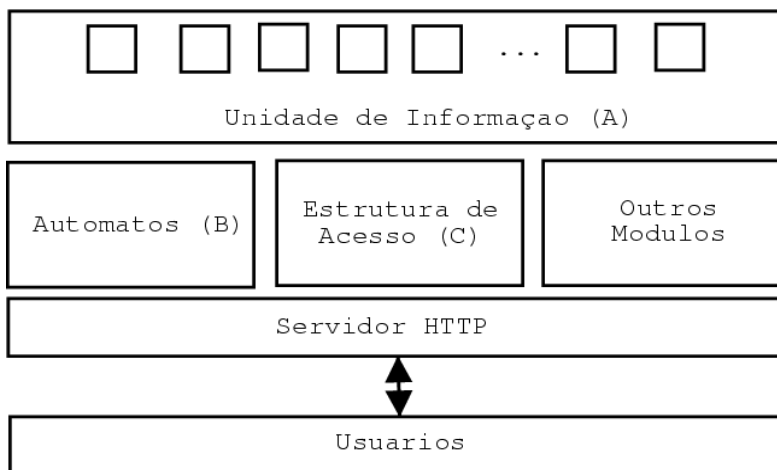 ...
Unidade de Informaçao (A)
Automatos (B)
Estrutura de
Acesso (C)
Outros
Modulos
Servidor HTTP
Usuarios